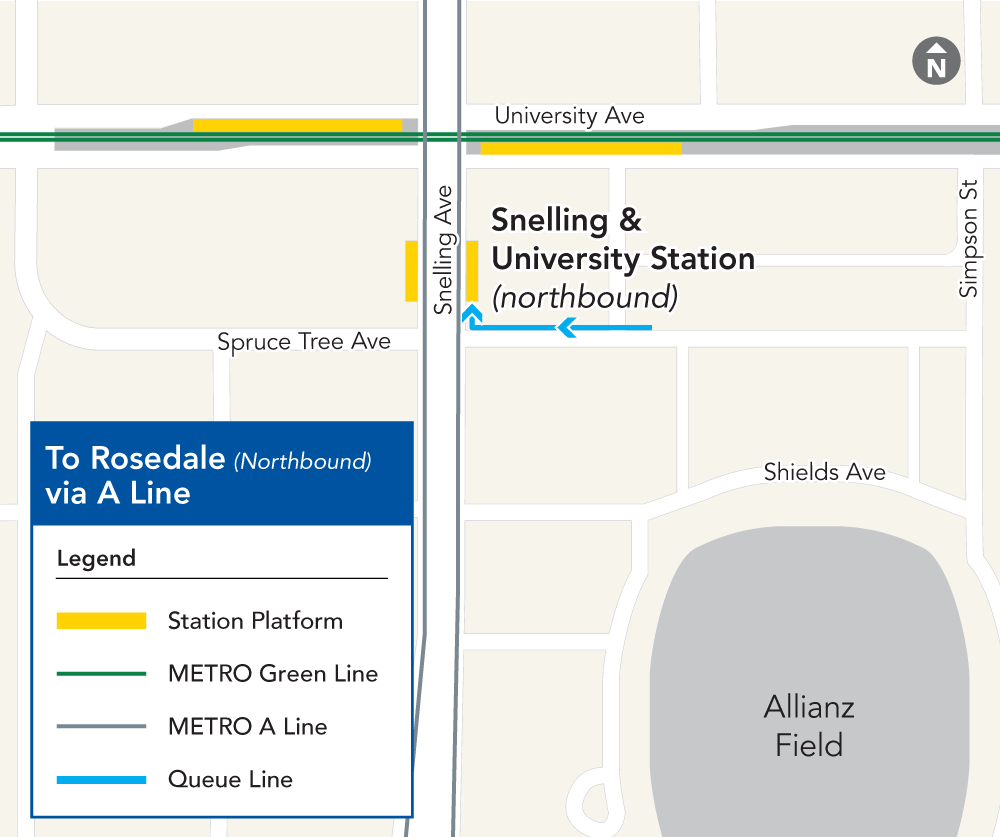 N
University Ave
Snelling Ave
Simpson St
Snelling &
University Station
(northbound)
Spruce Tree Ave
To Rosedale (Northbound)
via A Line
Legend
Station Platform
METRO Green Line
METRO A Line
Queue Line
Shields Ave
Allianz
Field